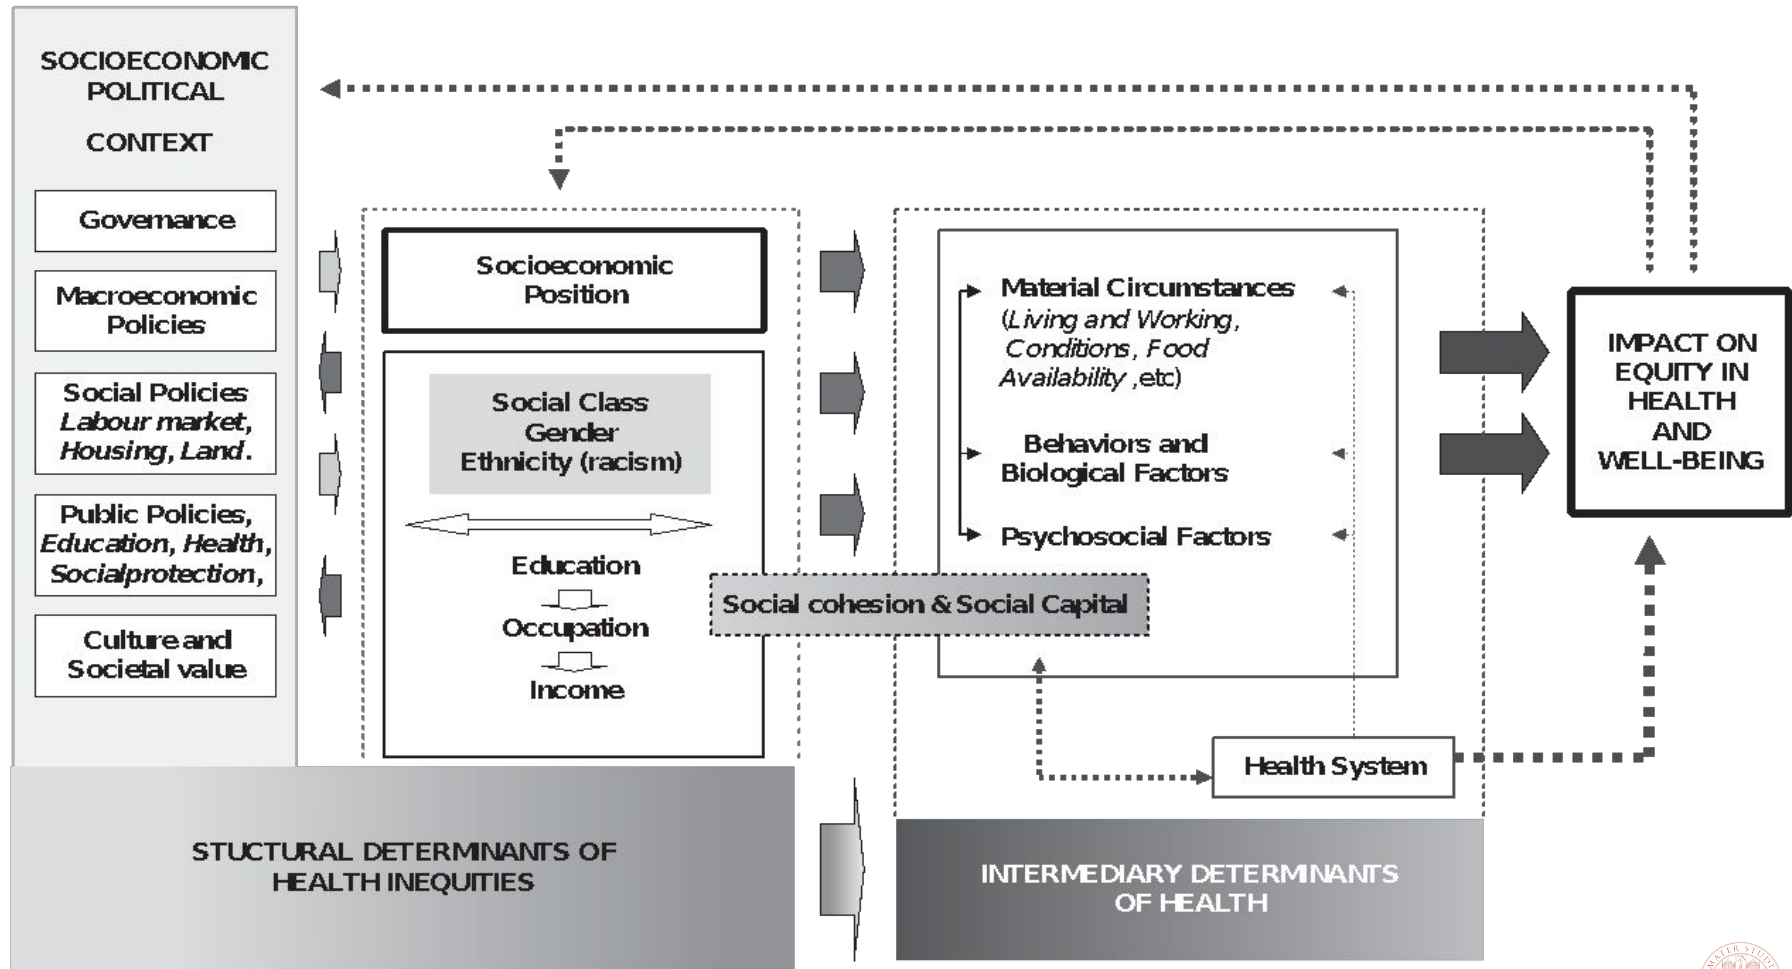 SOCIOECONOMIC
POLITICAL
CONTEXT
Governance
Macroeconomic
Policies
Social Policies
Labour market,
Housing, Land.
Public Policies,
Education, Health,
Socialprotection,
Culture and
Societal value
Socioeconomic
Position
Social Class
Gender
Ethnicity (racism)
Education
Occupation
Income
Social cohesion & Social Capital
Material Circumstances
(Living and Working,
Conditions, Food
Availability ,etc)
Behaviors and
Biological Factors
Psychosocial Factors
Health System
IMPACT ON
EQUITY IN
HEALTH
AND
WELL-BEING
STUCTURAL DETERMINANTS OF
HEALTH INEQUITIES
INTERMEDIARY DETERMINANTS
OF HEALTH